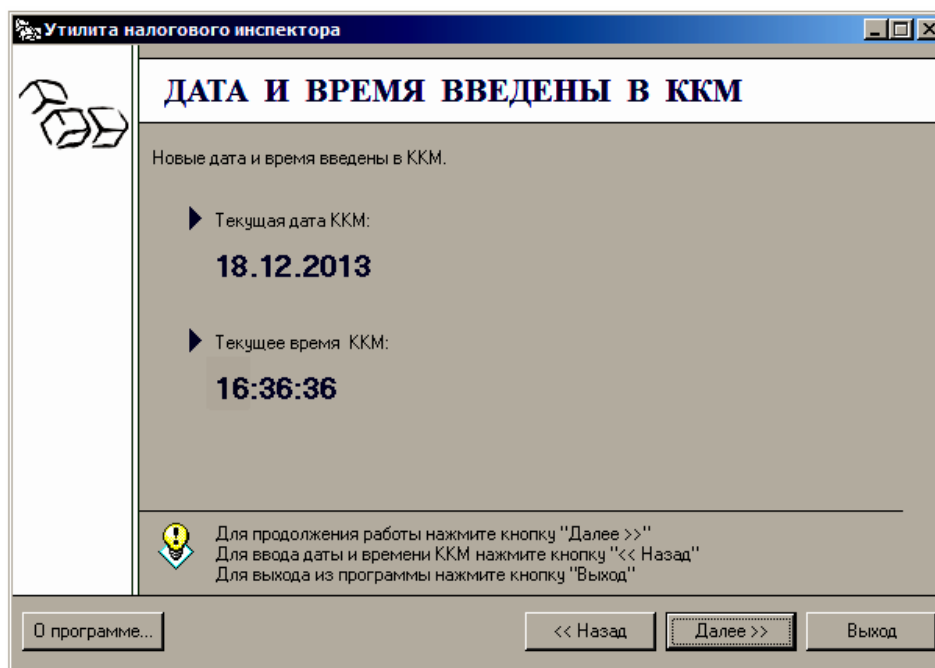 Утилита налогового инспектора
ДАТА И ВРЕМЯ ВВЕДЕНЫ В ККМ
Новые дата и время введены в ККМ.
Текущая дата ККМ:
18.12.2013
Текущее время ККМ:
16:36:36
Для продолжения работы нажмите кнопку "Далее >>"
Для ввода даты и времени ККМ нажмите кнопку "<< Назад"
Для выхода из программы нажмите кнопку "Выход"
О программе... << Назад Далее >> Выход